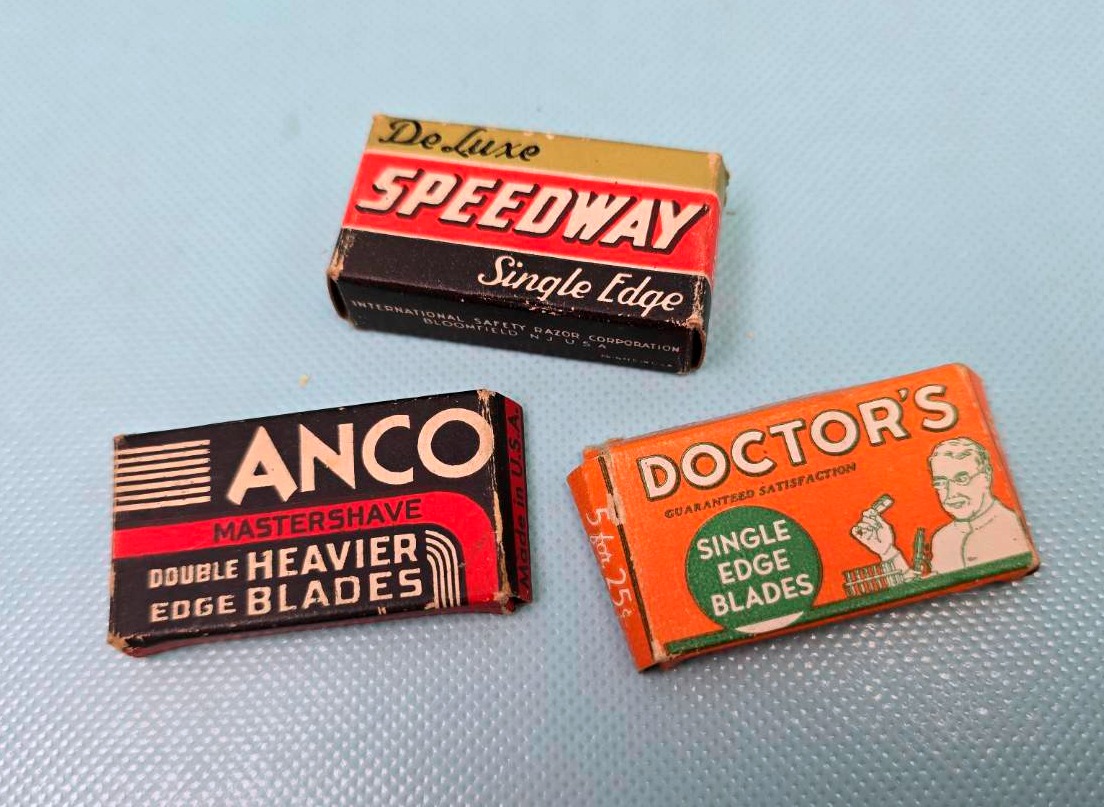 De Luxe
SPEEDWAY
Single Edge
INTERNATIONAL SAFETY RAZOR CORPORATION
BLOOMFIELD N J U S A
ANCO
MASTERSHAVE
DOUBLE EDGE HEAVIER BLADES
Made in U.S.A.
DOCTOR'S
GUARANTEED SATISFACTION
SINGLE
EDGE
BLADES
5 for 25¢